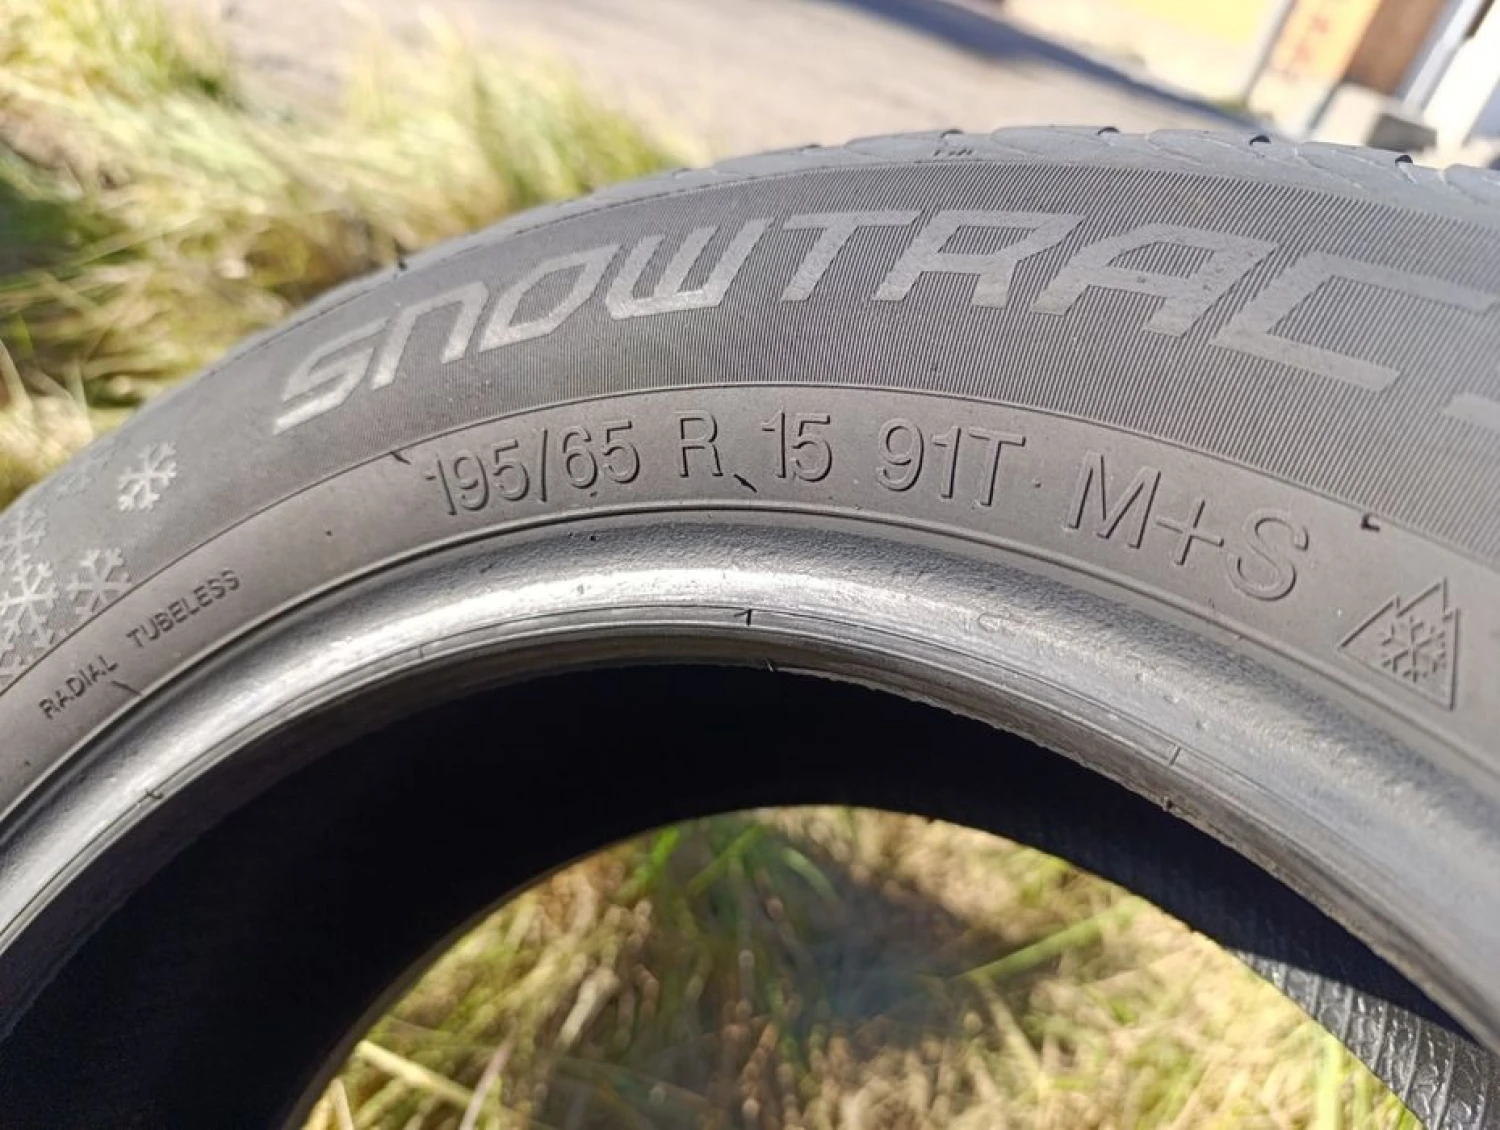 SNOWTRAC
195/65 R 15 91T M+S
RADIAL TUBELESS